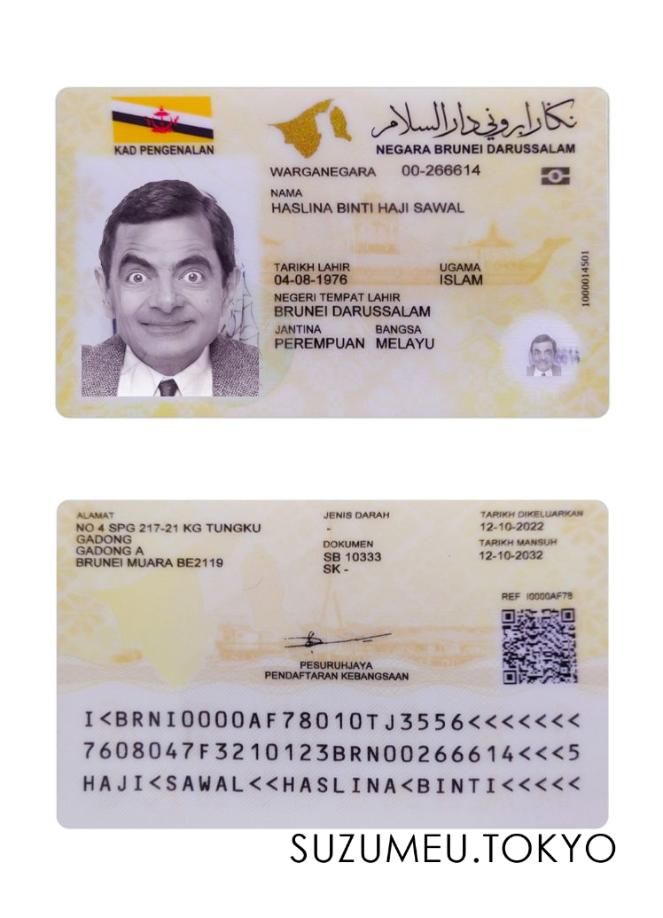 KAD PENGENALAN
نگارا بروني دارالسلام
NEGARA BRUNEI DARUSSALAM
WARGANEGARA 00-266614
NAMA
HASLINA BINTI HAJI SAWAL
TARIKH LAHIR UGAMA
04-08-1976 ISLAM
NEGERI TEMPAT LAHIR
BRUNEI DARUSSALAM
JANTINA BANGSA
PEREMPUAN MELAYU
1000014501
ALAMAT
NO 4 SPG 217-21 KG TUNGKU
GADONG
GADONG A
BRUNEI MUARA BE2119
JENIS DARAH
-
DOKUMEN
SB 10333
SK -
TARIKH DIKELUARKAN
12-10-2022
TARIKH MANSUH
12-10-2032
REF I0000AF78
PESURUHJAYA
PENDAFTARAN KEBANGSAAN
I<BRNI0000AF78010TJ3556<<<<<<<
7608047F3210123BRN00266614<<<5
HAJI<SAWAL<<HASLINA<BINTI<<<<<
SUZUMEU.TOKYO